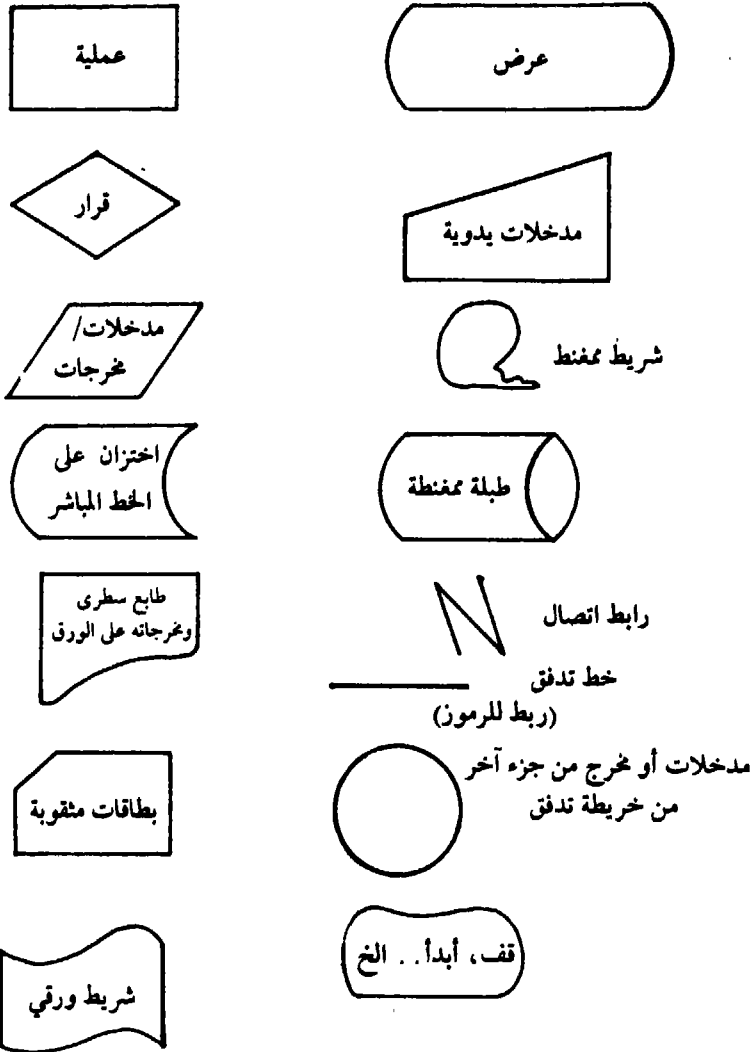 عرض
عملية
قرار
مدخلات يدوية
مدخلات/
مخرجات
شريط ممغنط
اختزان على
الخط المباشر
طبلة ممغنطة
طابع سطرى
ومخرجاته على الورق
رابط اتصال
خط تدفق
(ربط للرموز)
مدخلات أو مخرج من جزء آخر
من خريطة تدفق
بطاقات مثقوبة
قف، أبدأ.. الخ
شريط ورقي